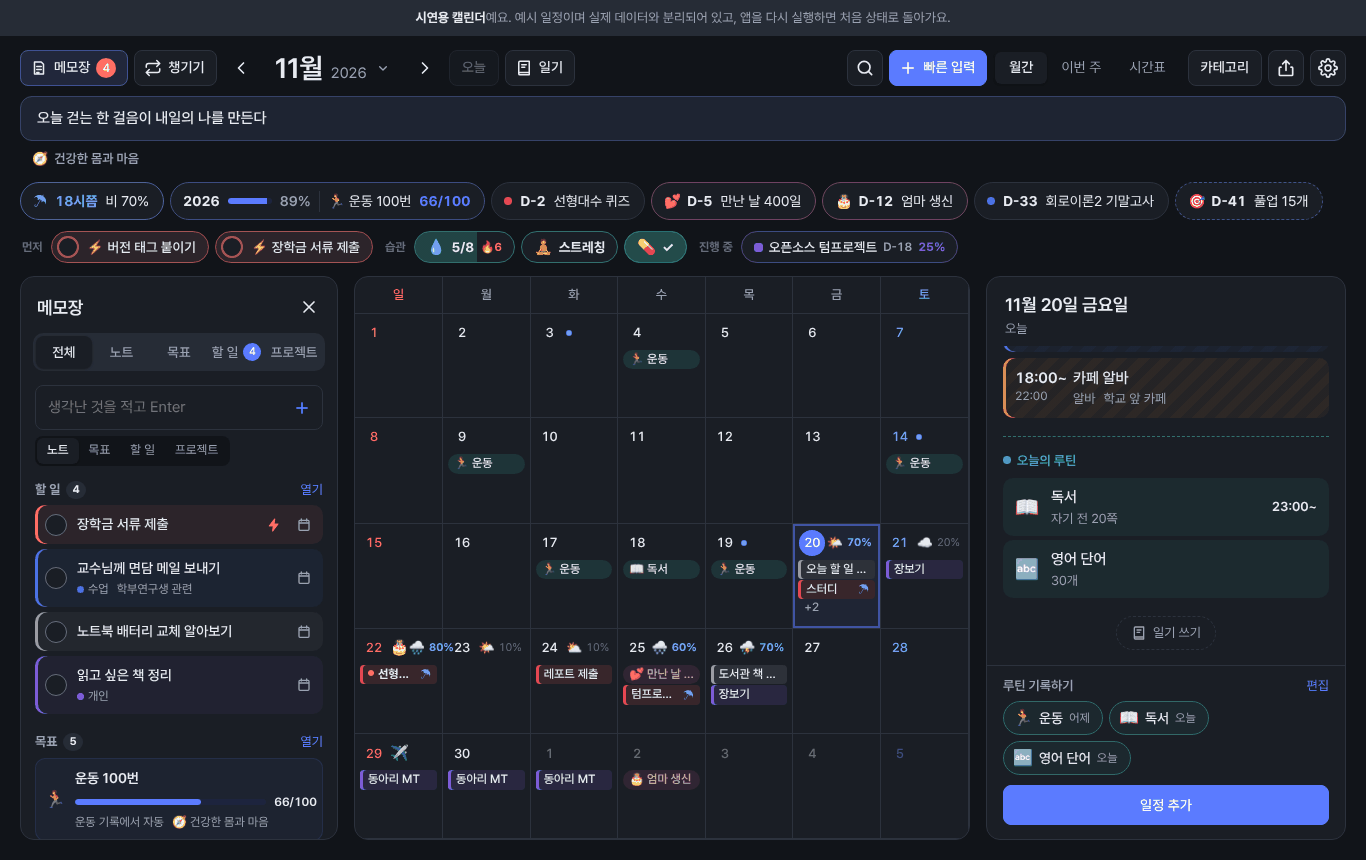 시연용 캘린더예요. 예시 일정이며 실제 데이터와 분리되어 있고, 앱을 다시 실행하면 처음 상태로 돌아가요.
메모장 4 챙기기 11월 2026 오늘 일기 빠른 입력 월간 이번 주 시간표 카테고리
오늘 걷는 한 걸음이 내일의 나를 만든다
건강한 몸과 마음
18시쯤 비 70% 2026 89% 운동 100번 66/100 D-2 선형대수 퀴즈 D-5 만난 날 400일 D-12 엄마 생신 D-33 회로이론2 기말고사 D-41 풀업 15개
먼저 버전 태그 붙이기 장학금 서류 제출 습관 5/8 6 스트레칭 진행 중 오픈소스 텀프로젝트 D-18 25%
메모장
전체 노트 목표 할 일 4 프로젝트
생각난 것을 적고 Enter
노트 목표 할 일 프로젝트
할 일 4 열기
장학금 서류 제출
교수님께 면담 메일 보내기
수업 학부연구생 관련
노트북 배터리 교체 알아보기
읽고 싶은 책 정리
개인
목표 5 열기
운동 100번
66/100
운동 기록에서 자동 건강한 몸과 마음
일 월 화 수 목 금 토
1 2 3 4 5 6 7
운동
8 9 10 11 12 13 14
운동 운동
15 16 17 18 19 20 70% 21 20%
운동 독서 운동 오늘 할 일 ... 장보기
스터디
+2
22 80% 23 10% 24 10% 25 60% 26 70% 27 28
선형... 레포트 제출 만난 날 ... 도서관 책 ...
텀프로... 장보기
29 30 1 2 3 4 5
동아리 MT 동아리 MT 동아리 MT 엄마 생신
11월 20일 금요일
오늘
18:00~ 카페 알바
22:00 알바 학교 앞 카페
오늘의 루틴
독서
자기 전 20쪽
23:00~
abc 영어 단어
30개
일기 쓰기
루틴 기록하기 편집
운동 어제 독서 오늘
abc 영어 단어 오늘
일정 추가